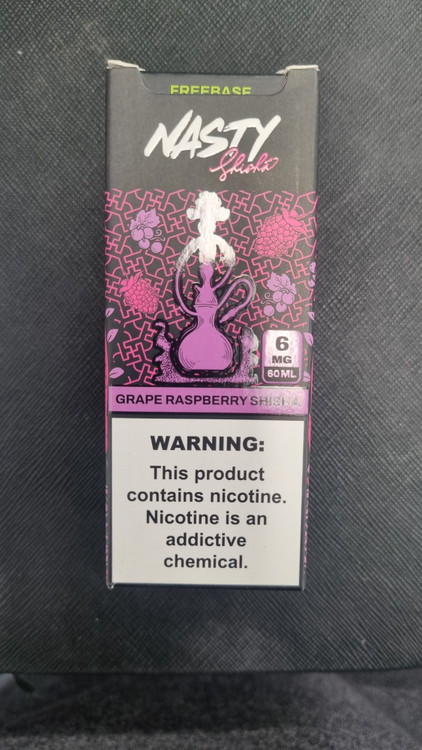 FREEBASE
NASTY
Shisha
6
MG
60ML
GRAPE RASPBERRY SHISHA
WARNING:
This product
contains nicotine.
Nicotine is an
addictive
chemical.